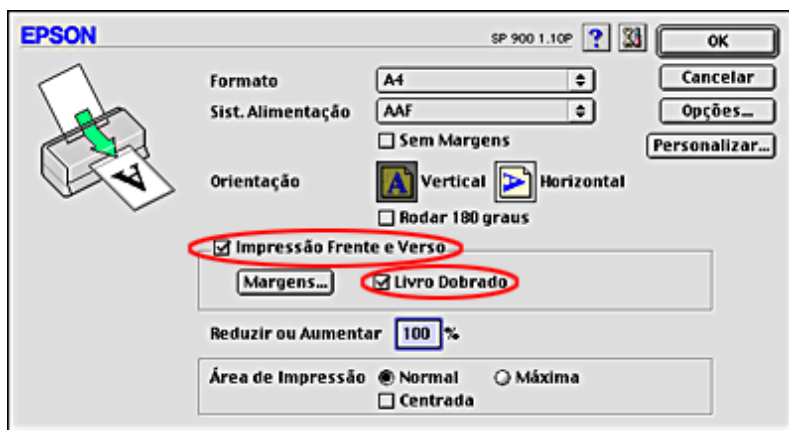 EPSON SP 900 1.10P ? OK
Formato A4 Cancelar
Sist. Alimentação AAF Opções...
Sem Margens Personalizar...
Orientação A Vertical A Horizontal
Rodar 180 graus
Impressão Frente e Verso
Margens... Livro Dobrado
Reduzir ou Aumentar 100 %
Área de Impressão Normal Máxima
Centrada
A